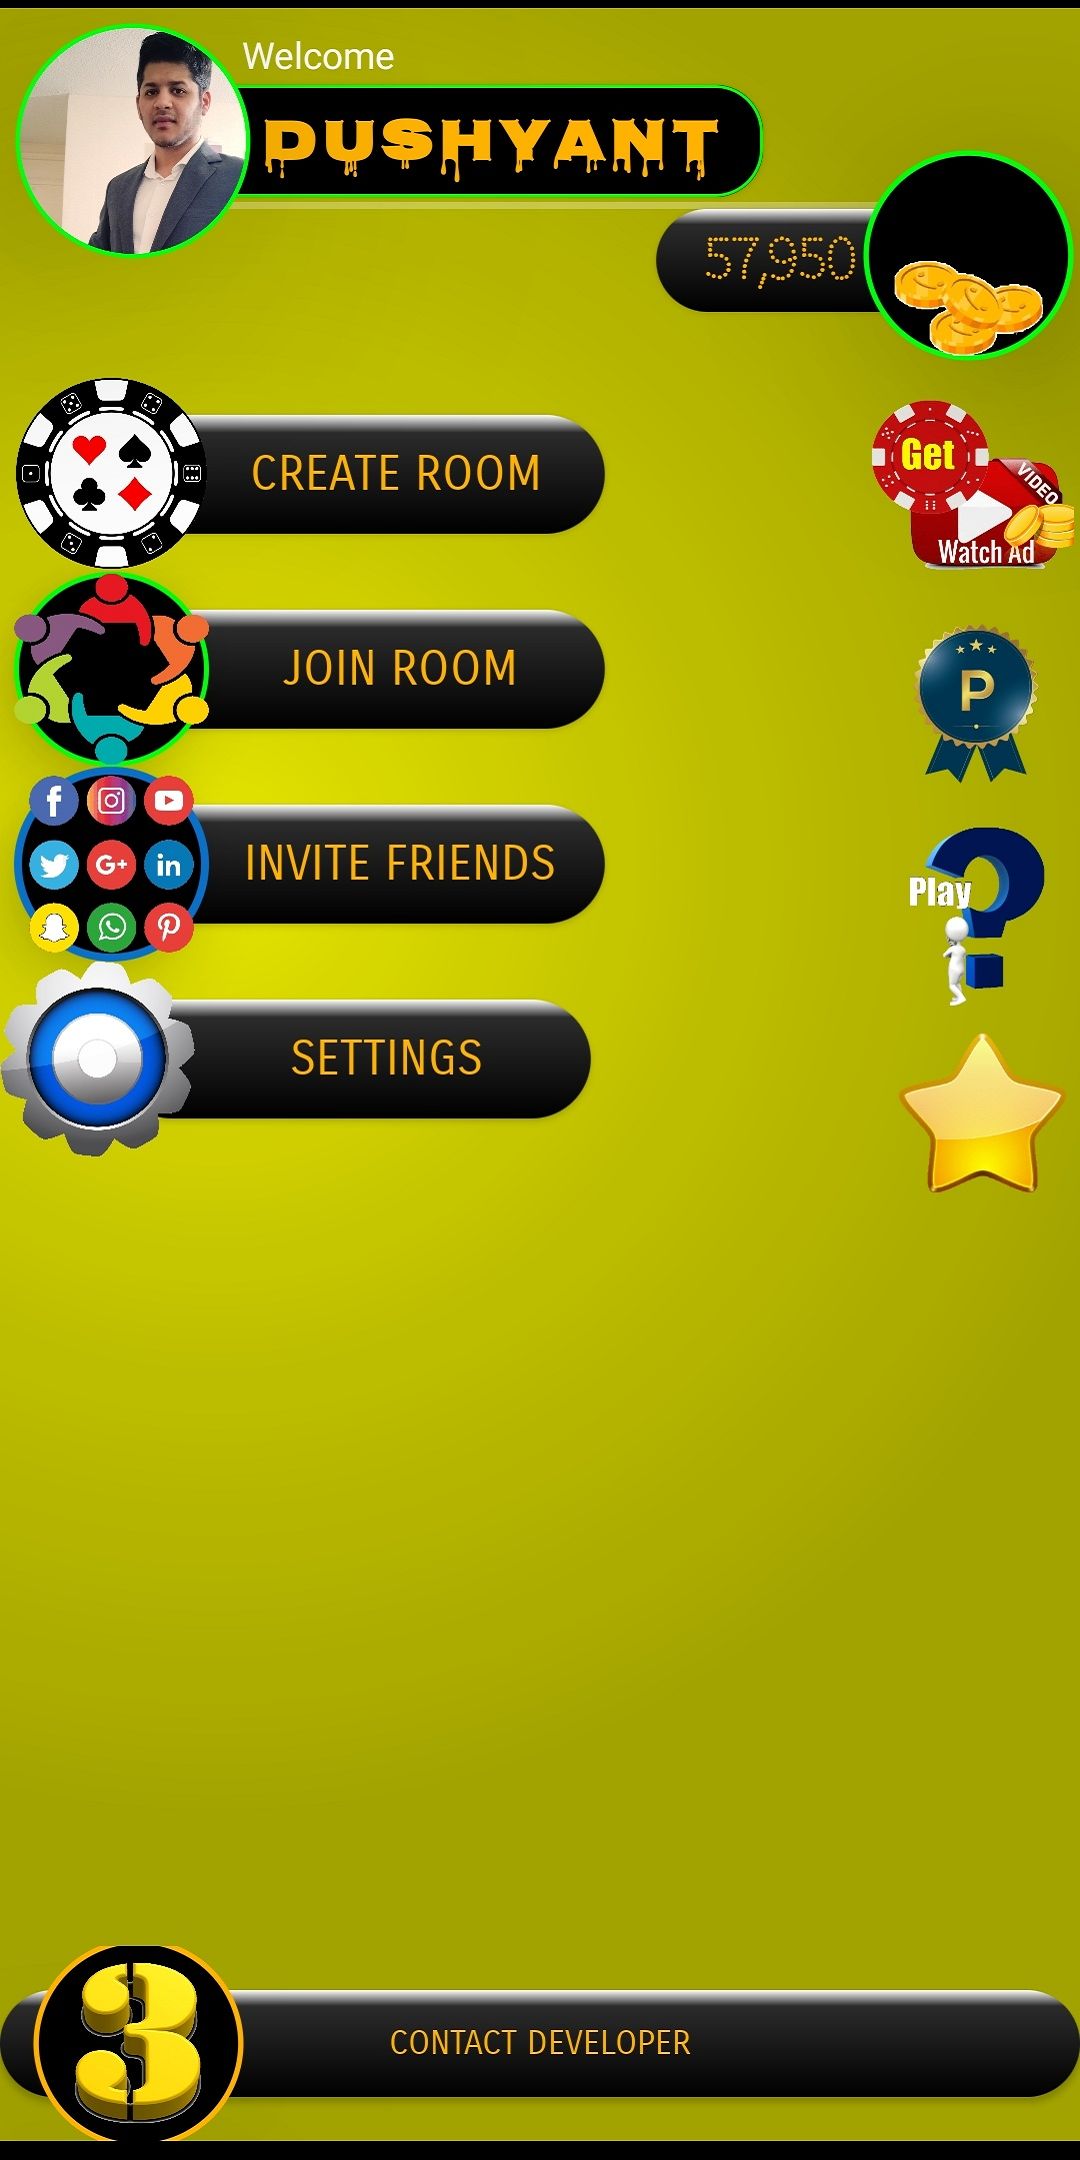 Welcome
DUSHYANT
57,950
CREATE ROOM
Get
VIDEO
Watch Ad
JOIN ROOM
P
f
G+
in
INVITE FRIENDS
Play
?
SETTINGS
3
CONTACT DEVELOPER